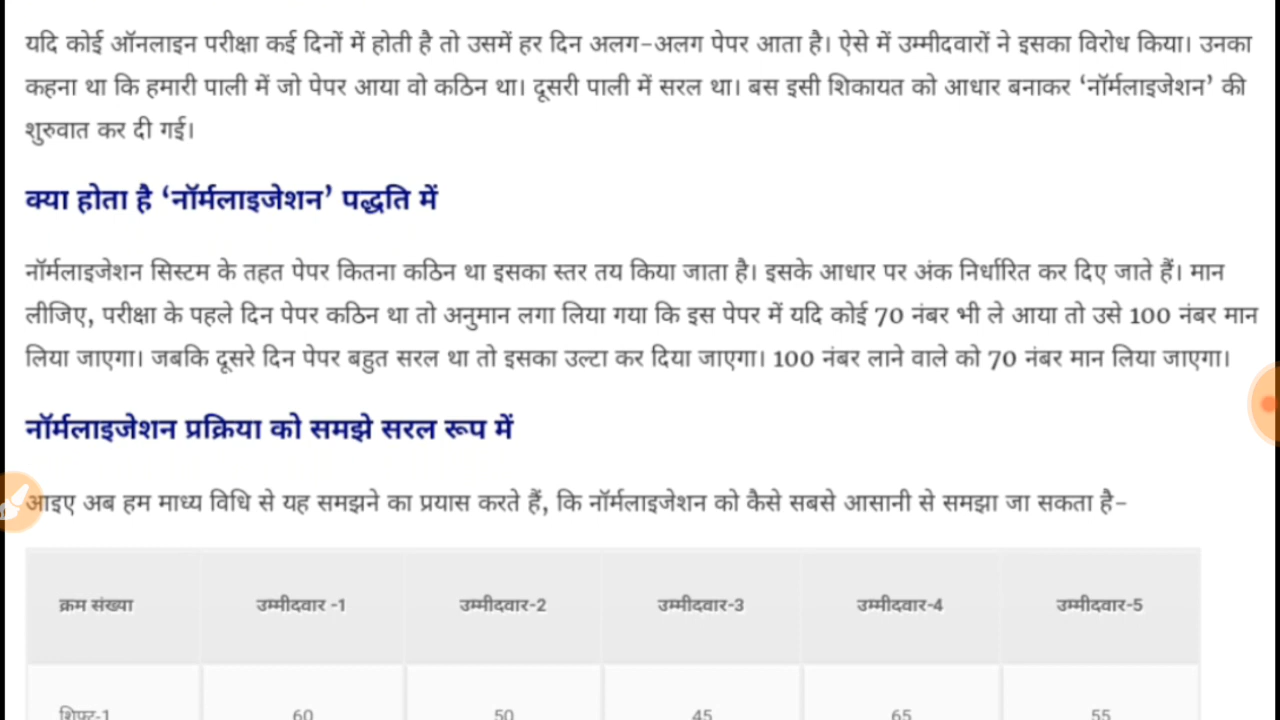 यदि कोई ऑनलाइन परीक्षा कई दिनों में होती है तो उसमें हर दिन अलग-अलग पेपर आता है। ऐसे में उम्मीदवारों ने इसका विरोध किया। उनका
कहना था कि हमारी पाली में जो पेपर आया वो कठिन था। दूसरी पाली में सरल था। बस इसी शिकायत को आधार बनाकर ‘नॉर्मलाइजेशन’ की
शुरुवात कर दी गई।
क्या होता है ‘नॉर्मलाइजेशन’ पद्धति में
नॉर्मलाइजेशन सिस्टम के तहत पेपर कितना कठिन था इसका स्तर तय किया जाता है। इसके आधार पर अंक निर्धारित कर दिए जाते हैं। मान
लीजिए, परीक्षा के पहले दिन पेपर कठिन था तो अनुमान लगा लिया गया कि इस पेपर में यदि कोई 70 नंबर भी ले आया तो उसे 100 नंबर मान
लिया जाएगा। जबकि दूसरे दिन पेपर बहुत सरल था तो इसका उल्टा कर दिया जाएगा। 100 नंबर लाने वाले को 70 नंबर मान लिया जाएगा।
नॉर्मलाइजेशन प्रक्रिया को समझे सरल रूप में
आइए अब हम माध्य विधि से यह समझने का प्रयास करते हैं, कि नॉर्मलाइजेशन को कैसे सबसे आसानी से समझा जा सकता है-
क्रम संख्या उम्मीदवार -1 उम्मीदवार-2 उम्मीदवार-3 उम्मीदवार-4 उम्मीदवार-5
शिफ्ट-1 60 50 45 65 55